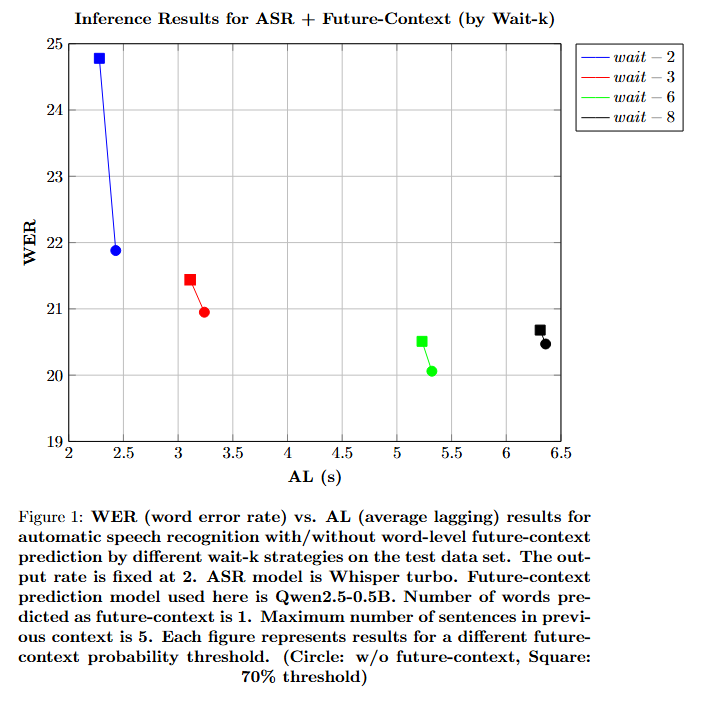 Inference Results for ASR + Future-Context (by Wait-k)
25
24
23
22
21
20
19
WER
2 2.5 3 3.5 4 4.5 5 5.5 6 6.5
AL (s)
wait − 2
wait − 3
wait − 6
wait − 8
Figure 1: WER (word error rate) vs. AL (average lagging) results for
automatic speech recognition with/without word-level future-context
prediction by different wait-k strategies on the test data set. The out-
put rate is fixed at 2. ASR model is Whisper turbo. Future-context
prediction model used here is Qwen2.5-0.5B. Number of words pre-
dicted as future-context is 1. Maximum number of sentences in previ-
ous context is 5. Each figure represents results for a different future-
context probability threshold. (Circle: w/o future-context, Square:
70% threshold)